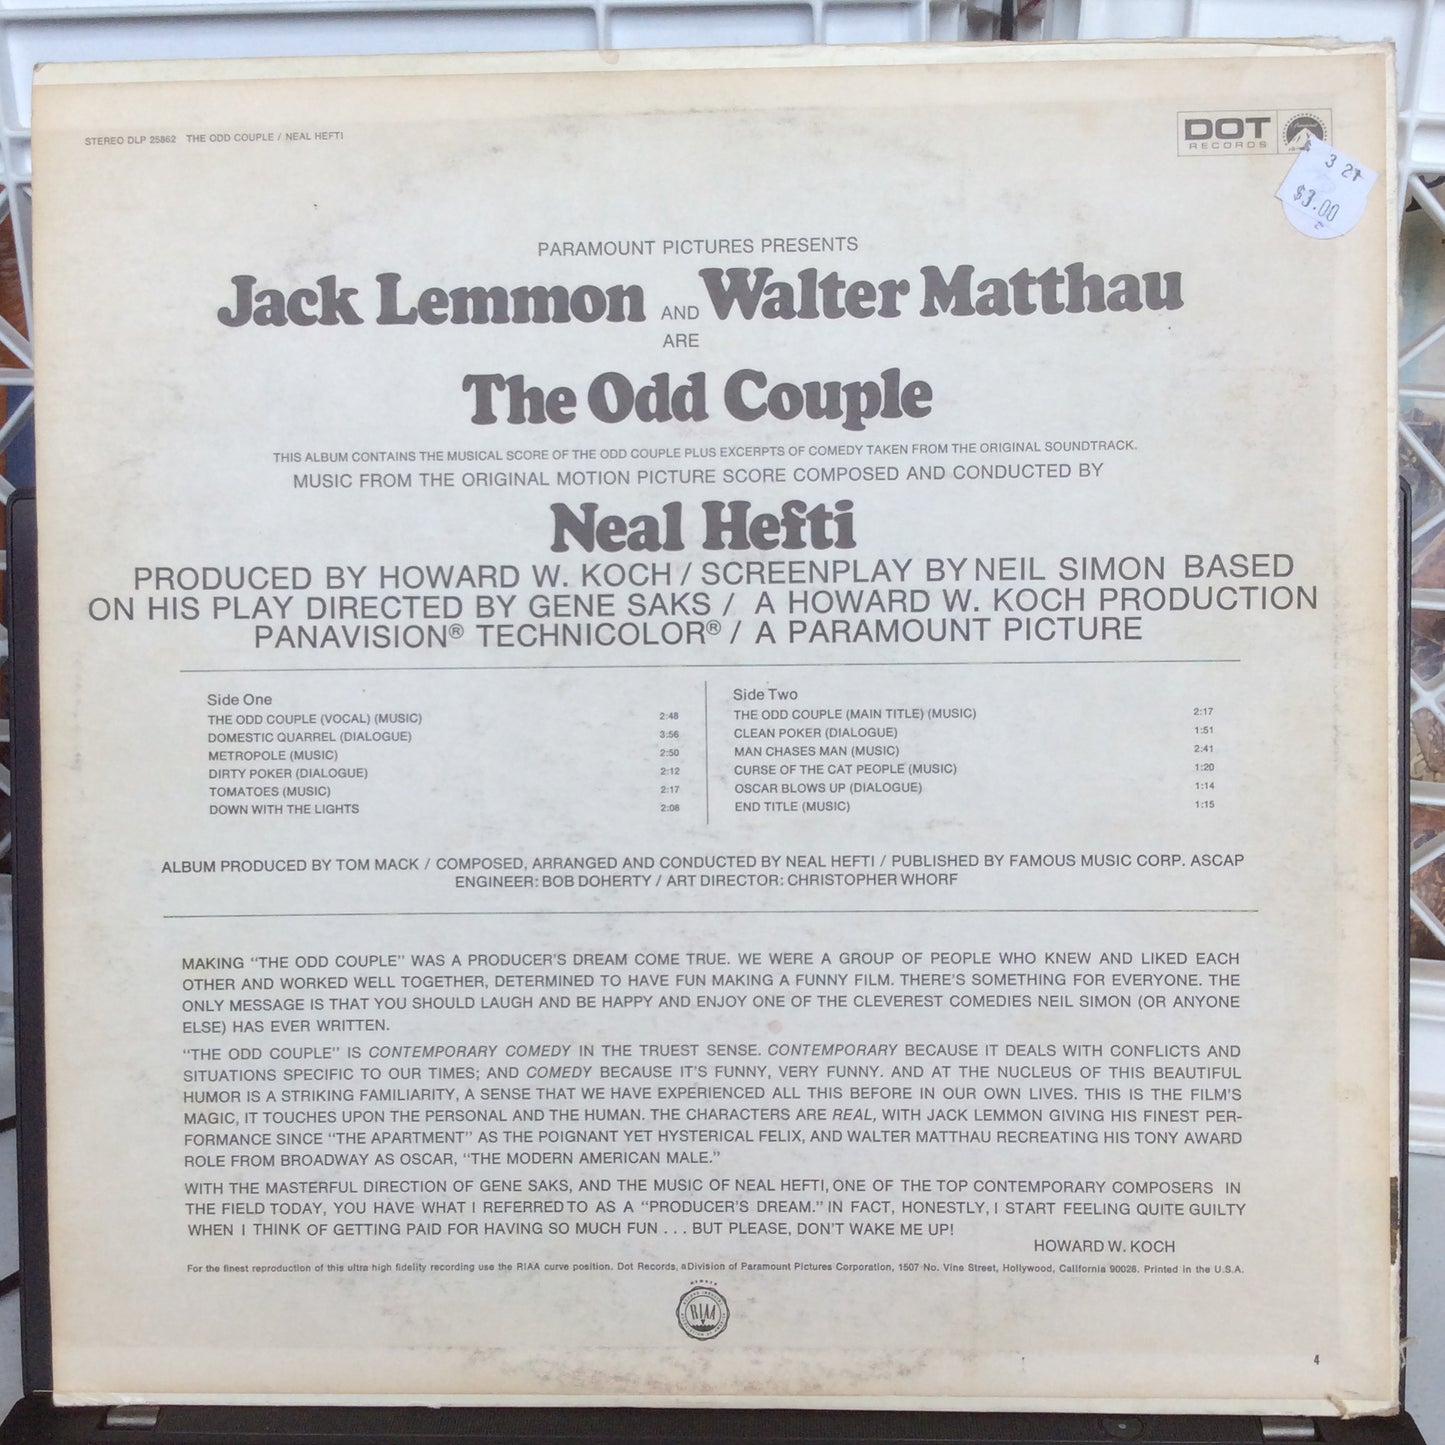 STEREO DLP 25862 THE ODD COUPLE / NEAL HEFTI
DOT
RECORDS
3 27
$3.00
PARAMOUNT PICTURES PRESENTS
Jack Lemmon AND Walter Matthau
ARE
The Odd Couple
THIS ALBUM CONTAINS THE MUSICAL SCORE OF THE ODD COUPLE PLUS EXCERPTS OF COMEDY TAKEN FROM THE ORIGINAL SOUNDTRACK.
MUSIC FROM THE ORIGINAL MOTION PICTURE SCORE COMPOSED AND CONDUCTED BY
Neal Hefti
PRODUCED BY HOWARD W. KOCH / SCREENPLAY BY NEIL SIMON BASED
ON HIS PLAY DIRECTED BY GENE SAKS / A HOWARD W. KOCH PRODUCTION
PANAVISION® TECHNICOLOR® / A PARAMOUNT PICTURE
Side One
THE ODD COUPLE (VOCAL) (MUSIC) 2:48
DOMESTIC QUARREL (DIALOGUE) 3:56
METROPOLE (MUSIC) 2:50
DIRTY POKER (DIALOGUE) 2:12
TOMATOES (MUSIC) 2:17
DOWN WITH THE LIGHTS 2:08
Side Two
THE ODD COUPLE (MAIN TITLE) (MUSIC) 2:17
CLEAN POKER (DIALOGUE) 1:51
MAN CHASES MAN (MUSIC) 2:41
CURSE OF THE CAT PEOPLE (MUSIC) 1:20
OSCAR BLOWS UP (DIALOGUE) 1:14
END TITLE (MUSIC) 1:15
ALBUM PRODUCED BY TOM MACK / COMPOSED, ARRANGED AND CONDUCTED BY NEAL HEFTI / PUBLISHED BY FAMOUS MUSIC CORP. ASCAP
ENGINEER: BOB DOHERTY / ART DIRECTOR: CHRISTOPHER WHORF
MAKING "THE ODD COUPLE" WAS A PRODUCER'S DREAM COME TRUE. WE WERE A GROUP OF PEOPLE WHO KNEW AND LIKED EACH
OTHER AND WORKED WELL TOGETHER, DETERMINED TO HAVE FUN MAKING A FUNNY FILM. THERE'S SOMETHING FOR EVERYONE. THE
ONLY MESSAGE IS THAT YOU SHOULD LAUGH AND BE HAPPY AND ENJOY ONE OF THE CLEVEREST COMEDIES NEIL SIMON (OR ANYONE
ELSE) HAS EVER WRITTEN.
"THE ODD COUPLE" IS CONTEMPORARY COMEDY IN THE TRUEST SENSE. CONTEMPORARY BECAUSE IT DEALS WITH CONFLICTS AND
SITUATIONS SPECIFIC TO OUR TIMES; AND COMEDY BECAUSE IT'S FUNNY, VERY FUNNY. AND AT THE NUCLEUS OF THIS BEAUTIFUL
HUMOR IS A STRIKING FAMILIARITY, A SENSE THAT WE HAVE EXPERIENCED ALL THIS BEFORE IN OUR OWN LIVES. THIS IS THE FILM'S
MAGIC, IT TOUCHES UPON THE PERSONAL AND THE HUMAN. THE CHARACTERS ARE REAL, WITH JACK LEMMON GIVING HIS FINEST PER-
FORMANCE SINCE "THE APARTMENT" AS THE POIGNANT YET HYSTERICAL FELIX, AND WALTER MATTHAU RECREATING HIS TONY AWARD
ROLE FROM BROADWAY AS OSCAR, "THE MODERN AMERICAN MALE."
WITH THE MASTERFUL DIRECTION OF GENE SAKS, AND THE MUSIC OF NEAL HEFTI, ONE OF THE TOP CONTEMPORARY COMPOSERS IN
THE FIELD TODAY, YOU HAVE WHAT I REFERRED TO AS A "PRODUCER'S DREAM." IN FACT, HONESTLY, I START FEELING QUITE GUILTY
WHEN I THINK OF GETTING PAID FOR HAVING SO MUCH FUN . . . BUT PLEASE, DON'T WAKE ME UP!
HOWARD W. KOCH
For the finest reproduction of this ultra high fidelity recording use the RIAA curve position. Dot Records, a Division of Paramount Pictures Corporation, 1507 No. Vine Street, Hollywood, California 90028. Printed in the U.S.A.
MEMBER
RIAA
4